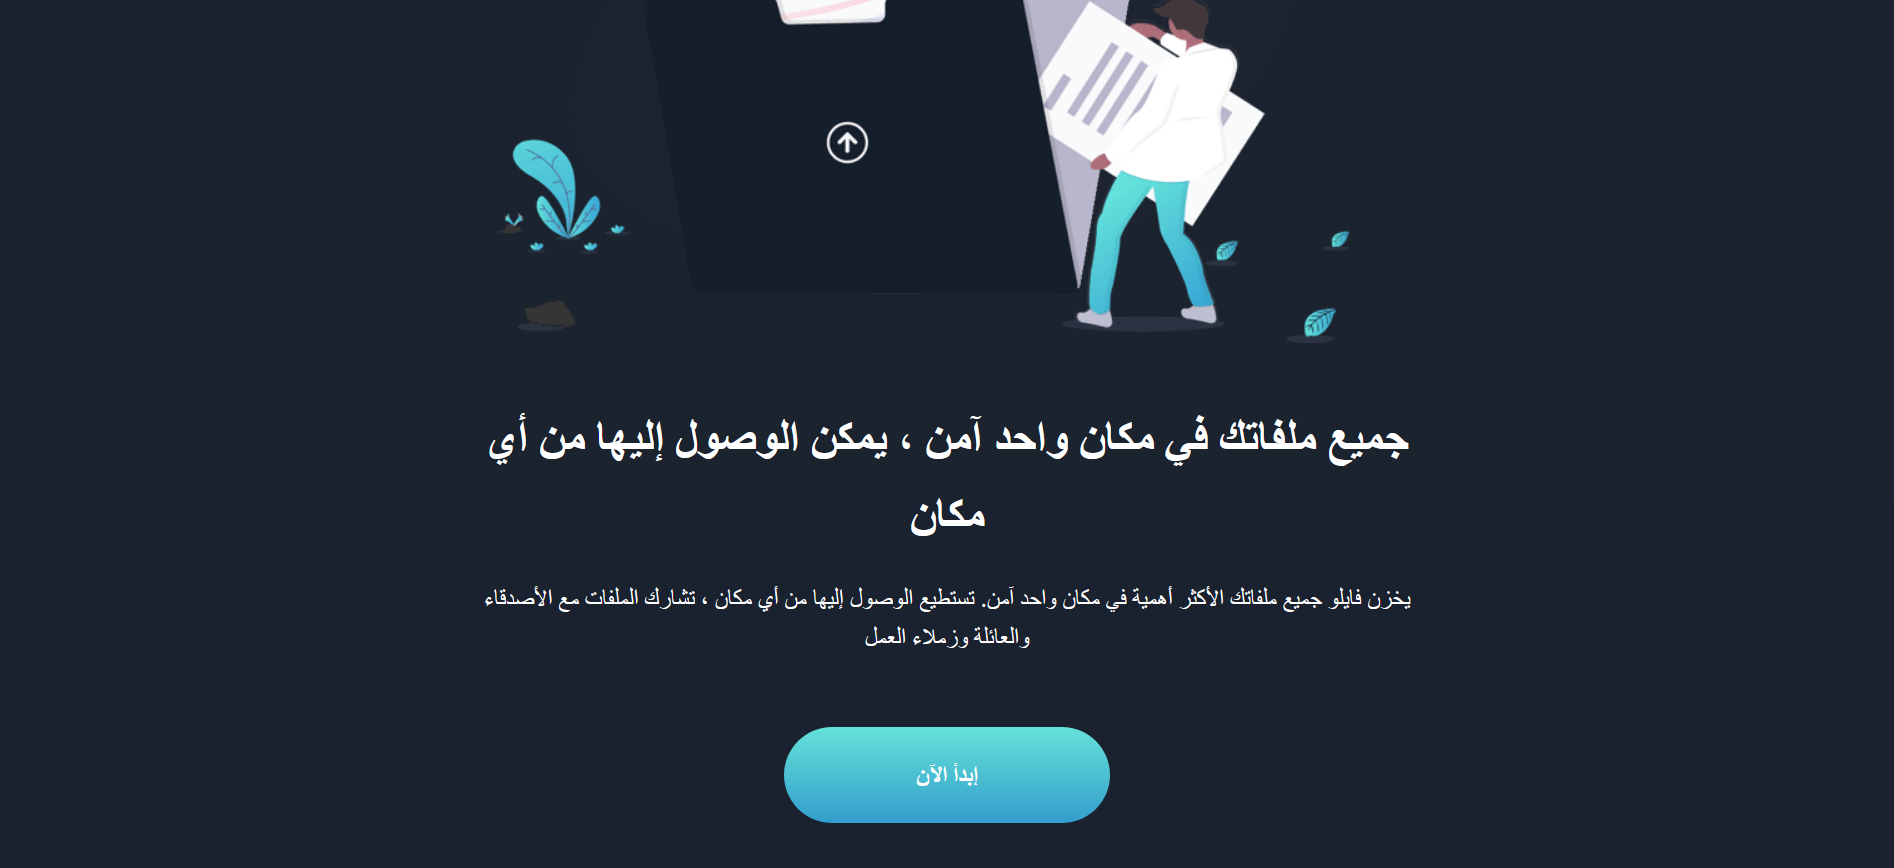 جميع ملفاتك في مكان واحد آمن ، يمكن الوصول إليها من أي
مكان
يخزن فايلو جميع ملفاتك الأكثر أهمية في مكان واحد آمن. تستطيع الوصول إليها من أي مكان ، تشارك الملفات مع الأصدقاء
والعائلة وزملاء العمل
إبدأ الآن